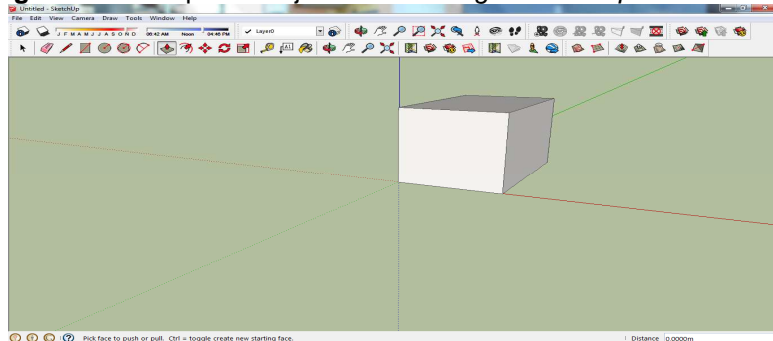 Untitled - SketchUp
File Edit View Camera Draw Tools Window Help
J F M A M J J A S O N D 06:42 AM Noon 04:46 PM Layer0
Pick face to push or pull. Ctrl = toggle create new starting face. Distance 0.0000m